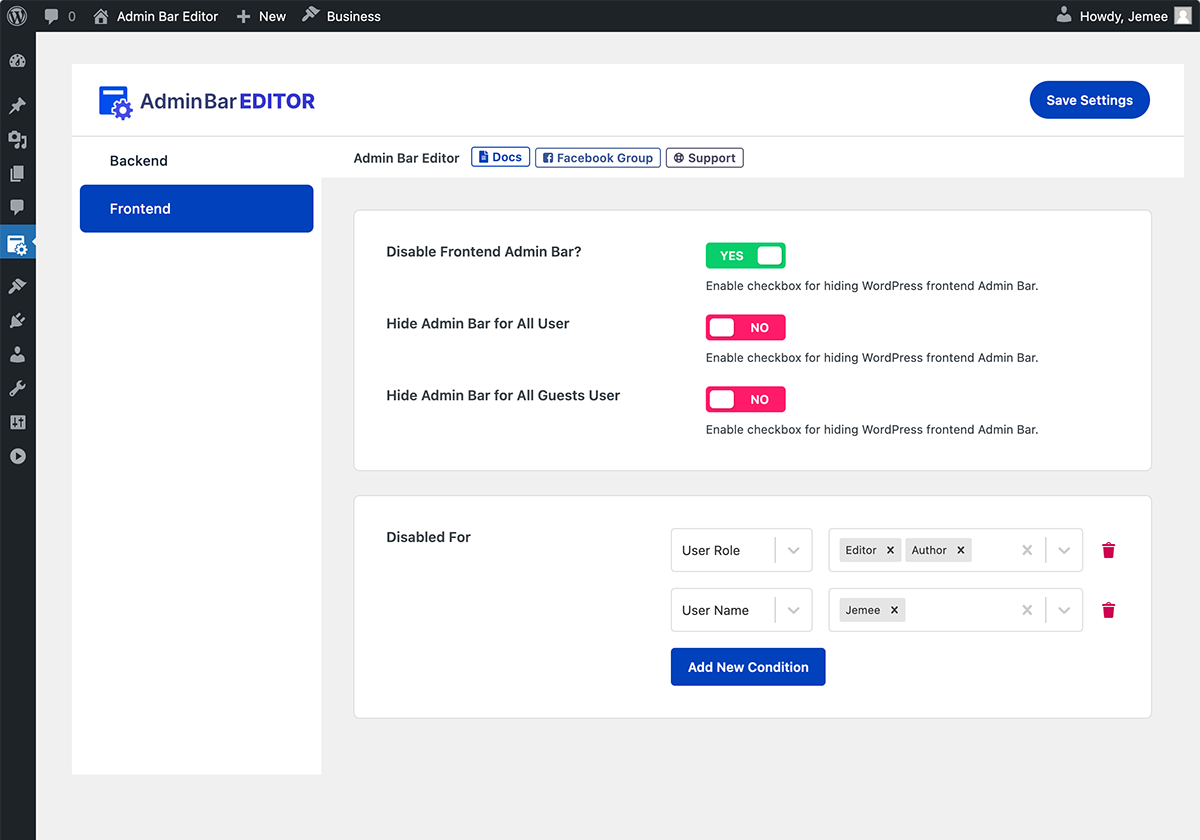 0 Admin Bar Editor New Business Howdy, Jemee
Admin Bar EDITOR
Save Settings
Backend
Frontend
Admin Bar Editor Docs Facebook Group Support
Disable Frontend Admin Bar?
YES
Enable checkbox for hiding WordPress frontend Admin Bar.
Hide Admin Bar for All User
NO
Enable checkbox for hiding WordPress frontend Admin Bar.
Hide Admin Bar for All Guests User
NO
Enable checkbox for hiding WordPress frontend Admin Bar.
Disabled For
User Role Editor Author
User Name Jemee
Add New Condition